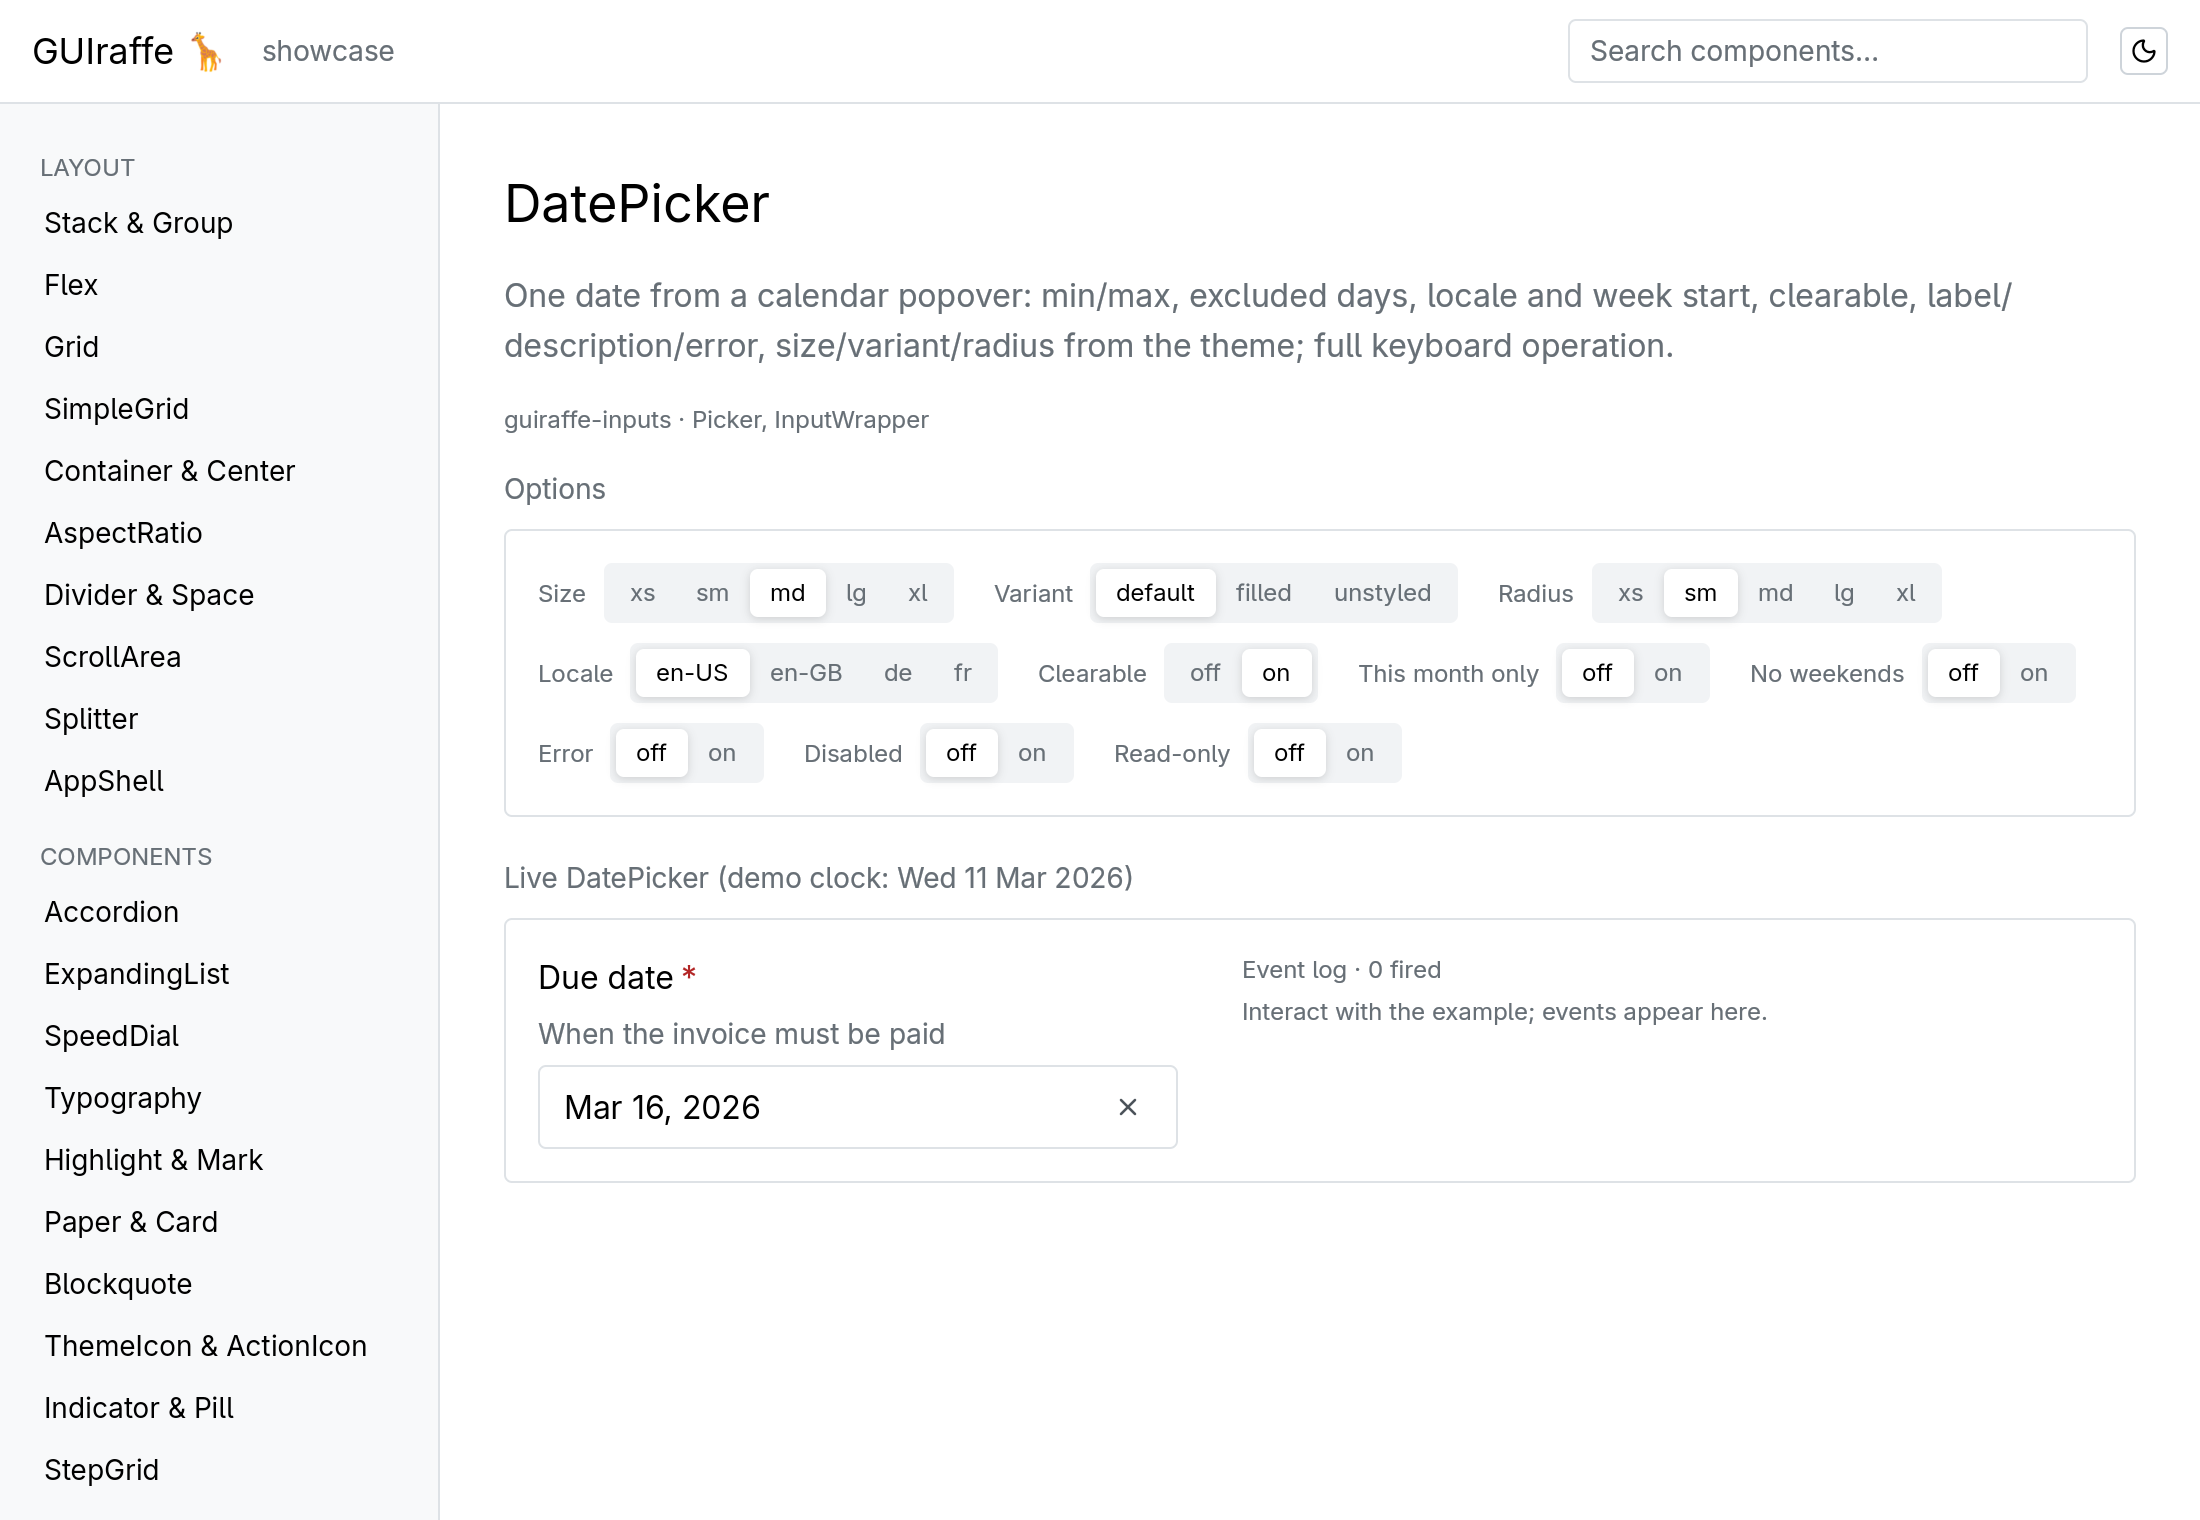 GUIraffe 🦒 showcase Search components...
LAYOUT
Stack & Group
Flex
Grid
SimpleGrid
Container & Center
AspectRatio
Divider & Space
ScrollArea
Splitter
AppShell
COMPONENTS
Accordion
ExpandingList
SpeedDial
Typography
Highlight & Mark
Paper & Card
Blockquote
ThemeIcon & ActionIcon
Indicator & Pill
StepGrid
DatePicker
One date from a calendar popover: min/max, excluded days, locale and week start, clearable, label/
description/error, size/variant/radius from the theme; full keyboard operation.
guiraffe-inputs · Picker, InputWrapper
Options
Size xs sm md lg xl Variant default filled unstyled Radius xs sm md lg xl
Locale en-US en-GB de fr Clearable off on This month only off on No weekends off on
Error off on Disabled off on Read-only off on
Live DatePicker (demo clock: Wed 11 Mar 2026)
Due date *
When the invoice must be paid
Mar 16, 2026
Event log · 0 fired
Interact with the example; events appear here.